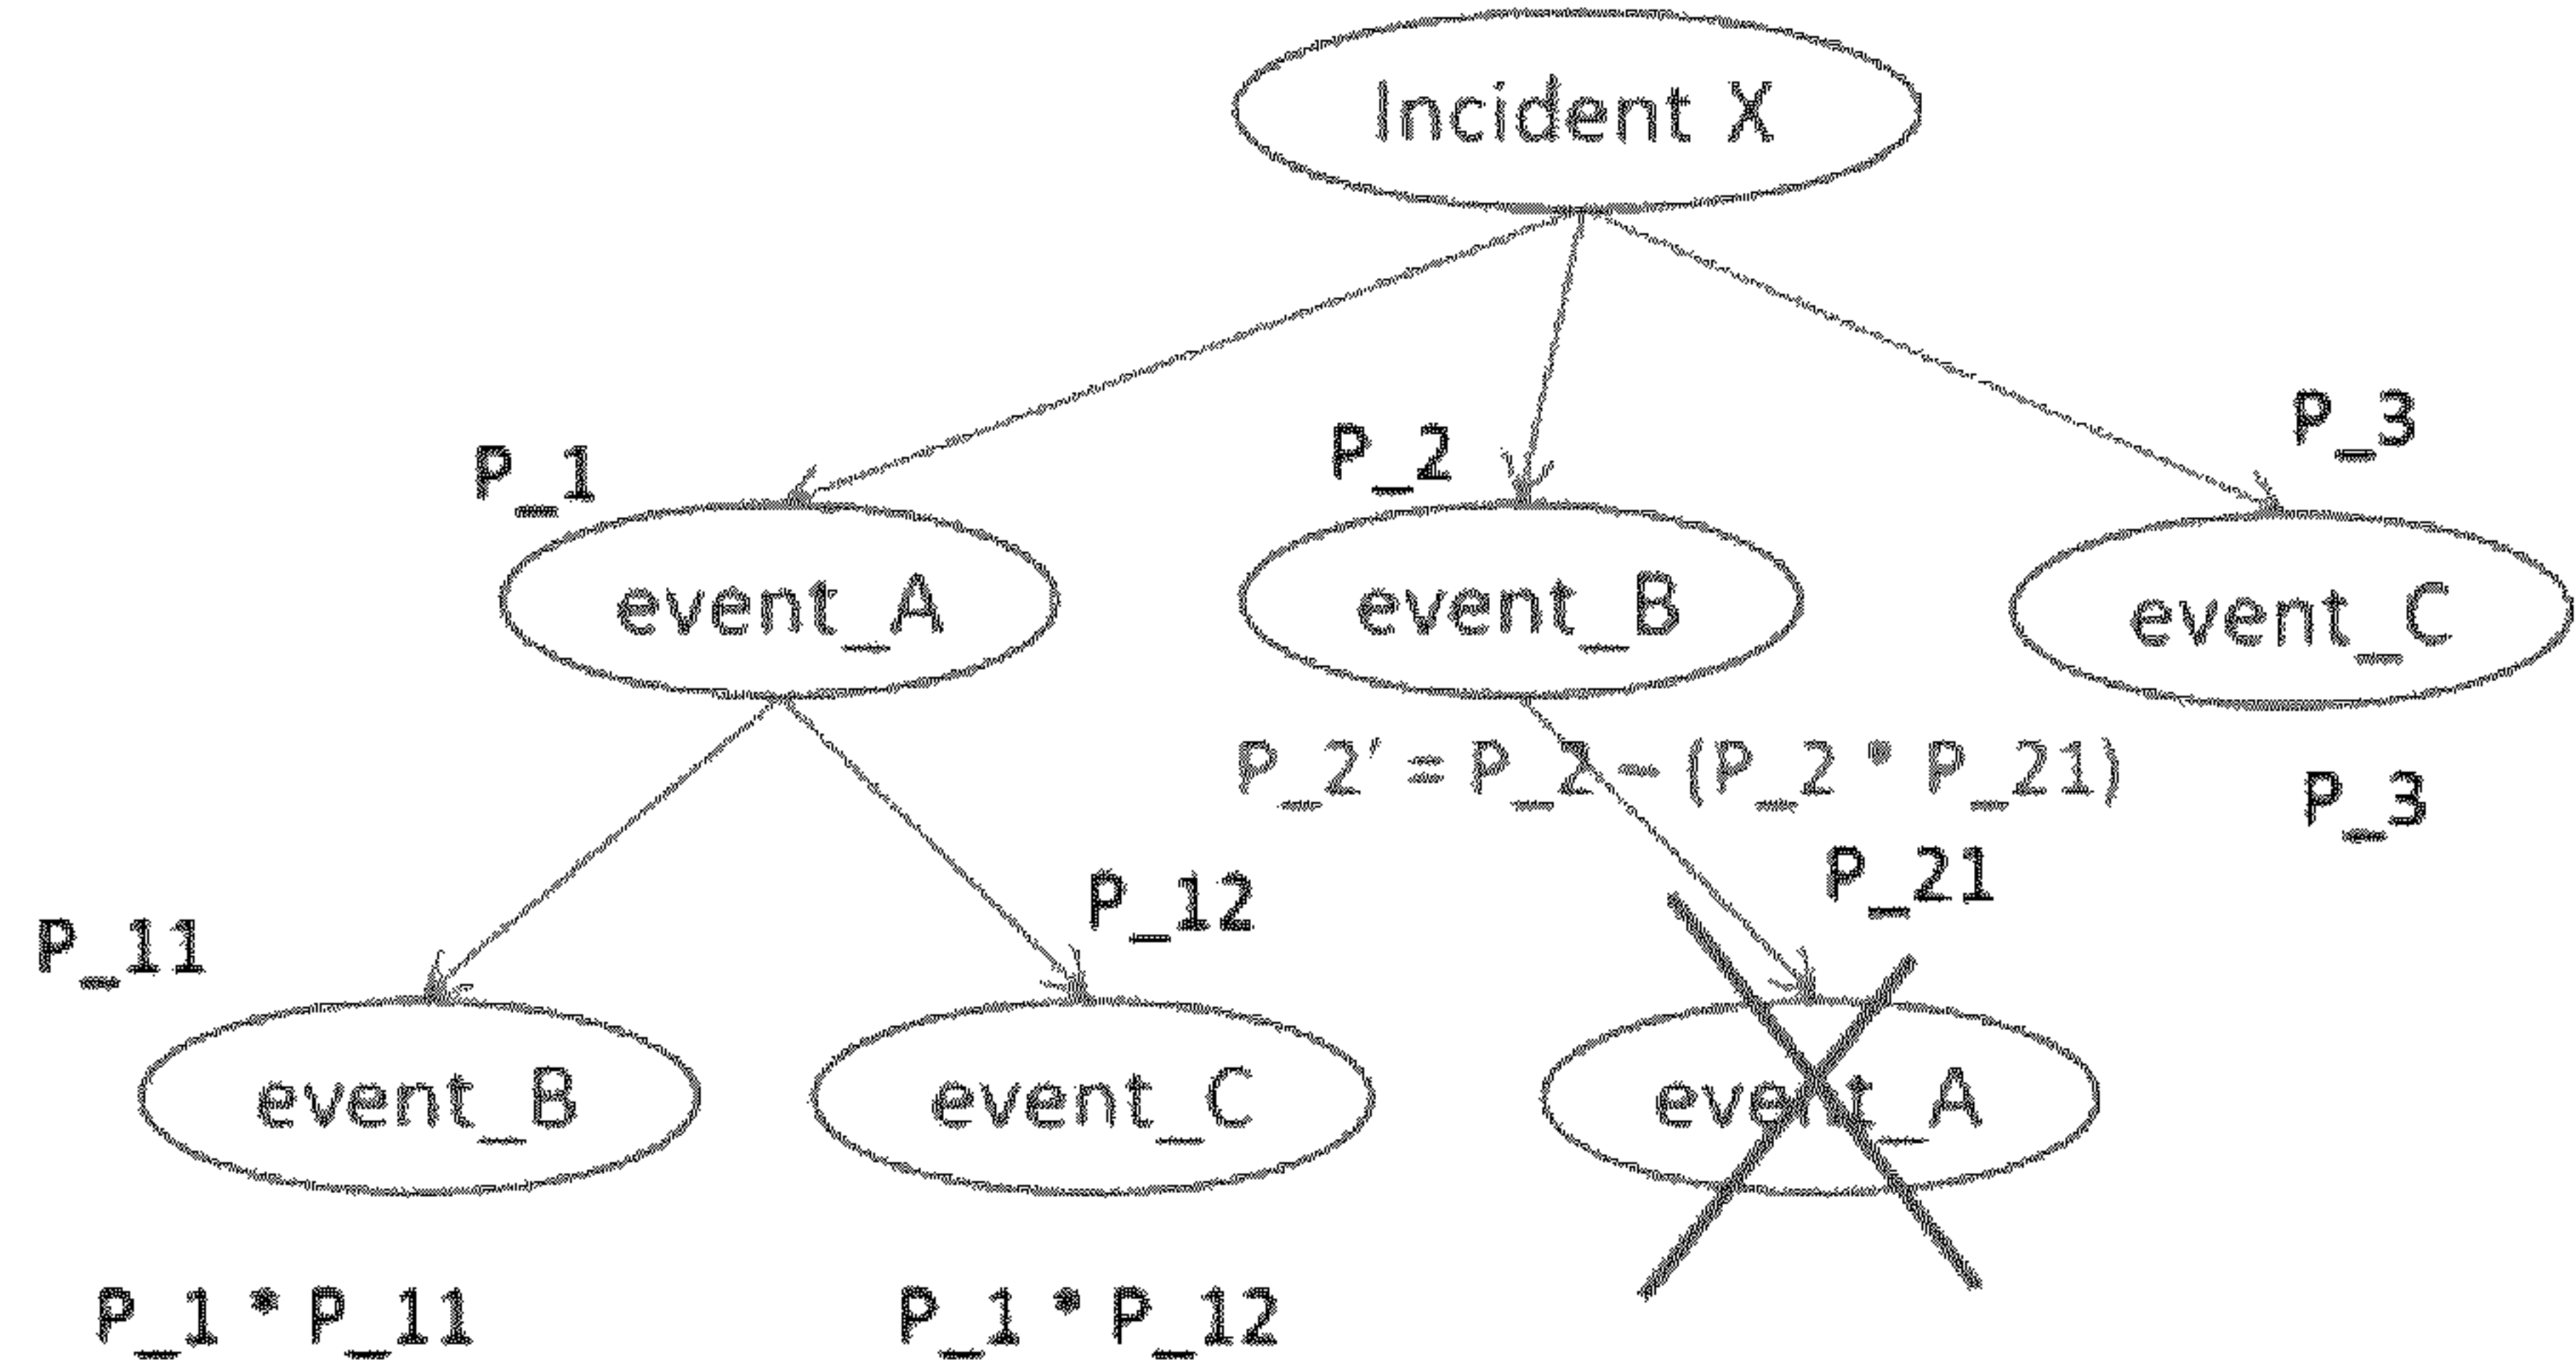 Incident X
P_1
P_2
P_3
event_A
event_B
event_C
P_2' = P_2 - (P_2 * P_21)
P_3
P_11
P_12
P_21
event_B
event_C
event_A
P_1 * P_11
P_1 * P_12